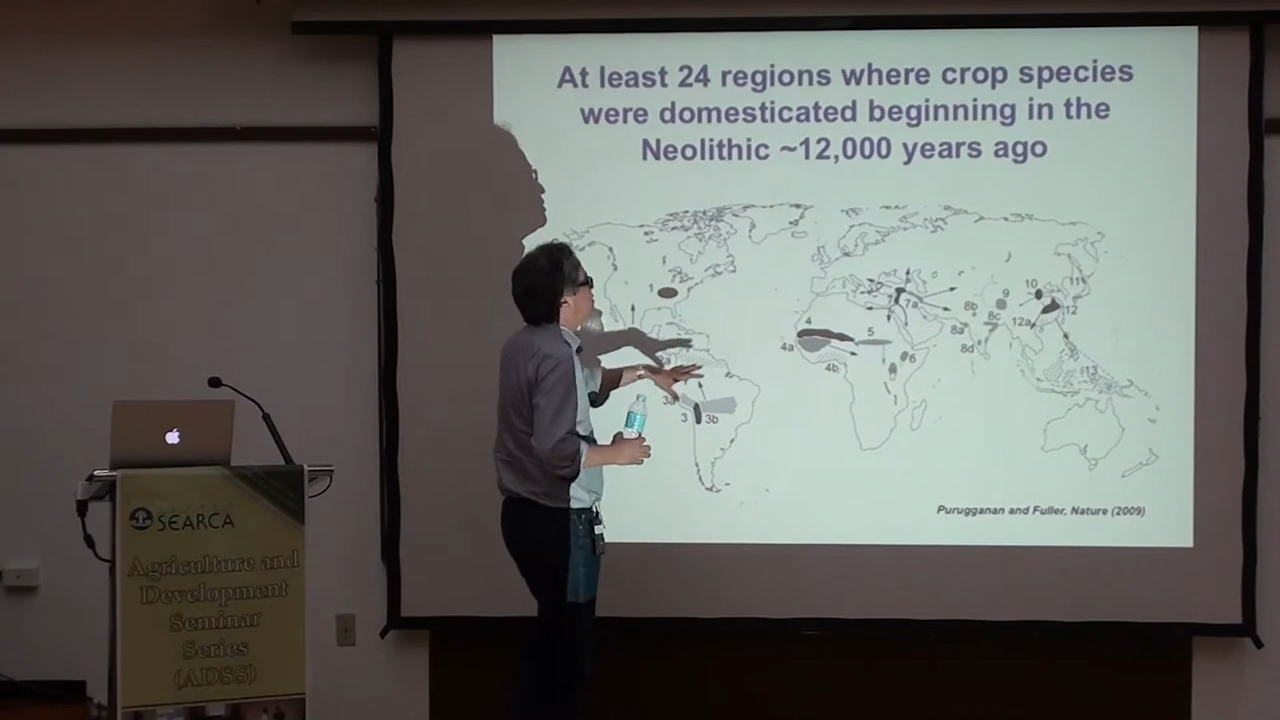 At least 24 regions where crop species
were domesticated beginning in the
Neolithic ~12,000 years ago
1
2a
3a
3
3b
4
4a
4b
5
6
7a
8a
8b
8c
8d
9
10
11
12a
12
13
Purugganan and Fuller, Nature (2009)
SEARCA
Agriculture and
Development
Seminar
Series
(ADSS)